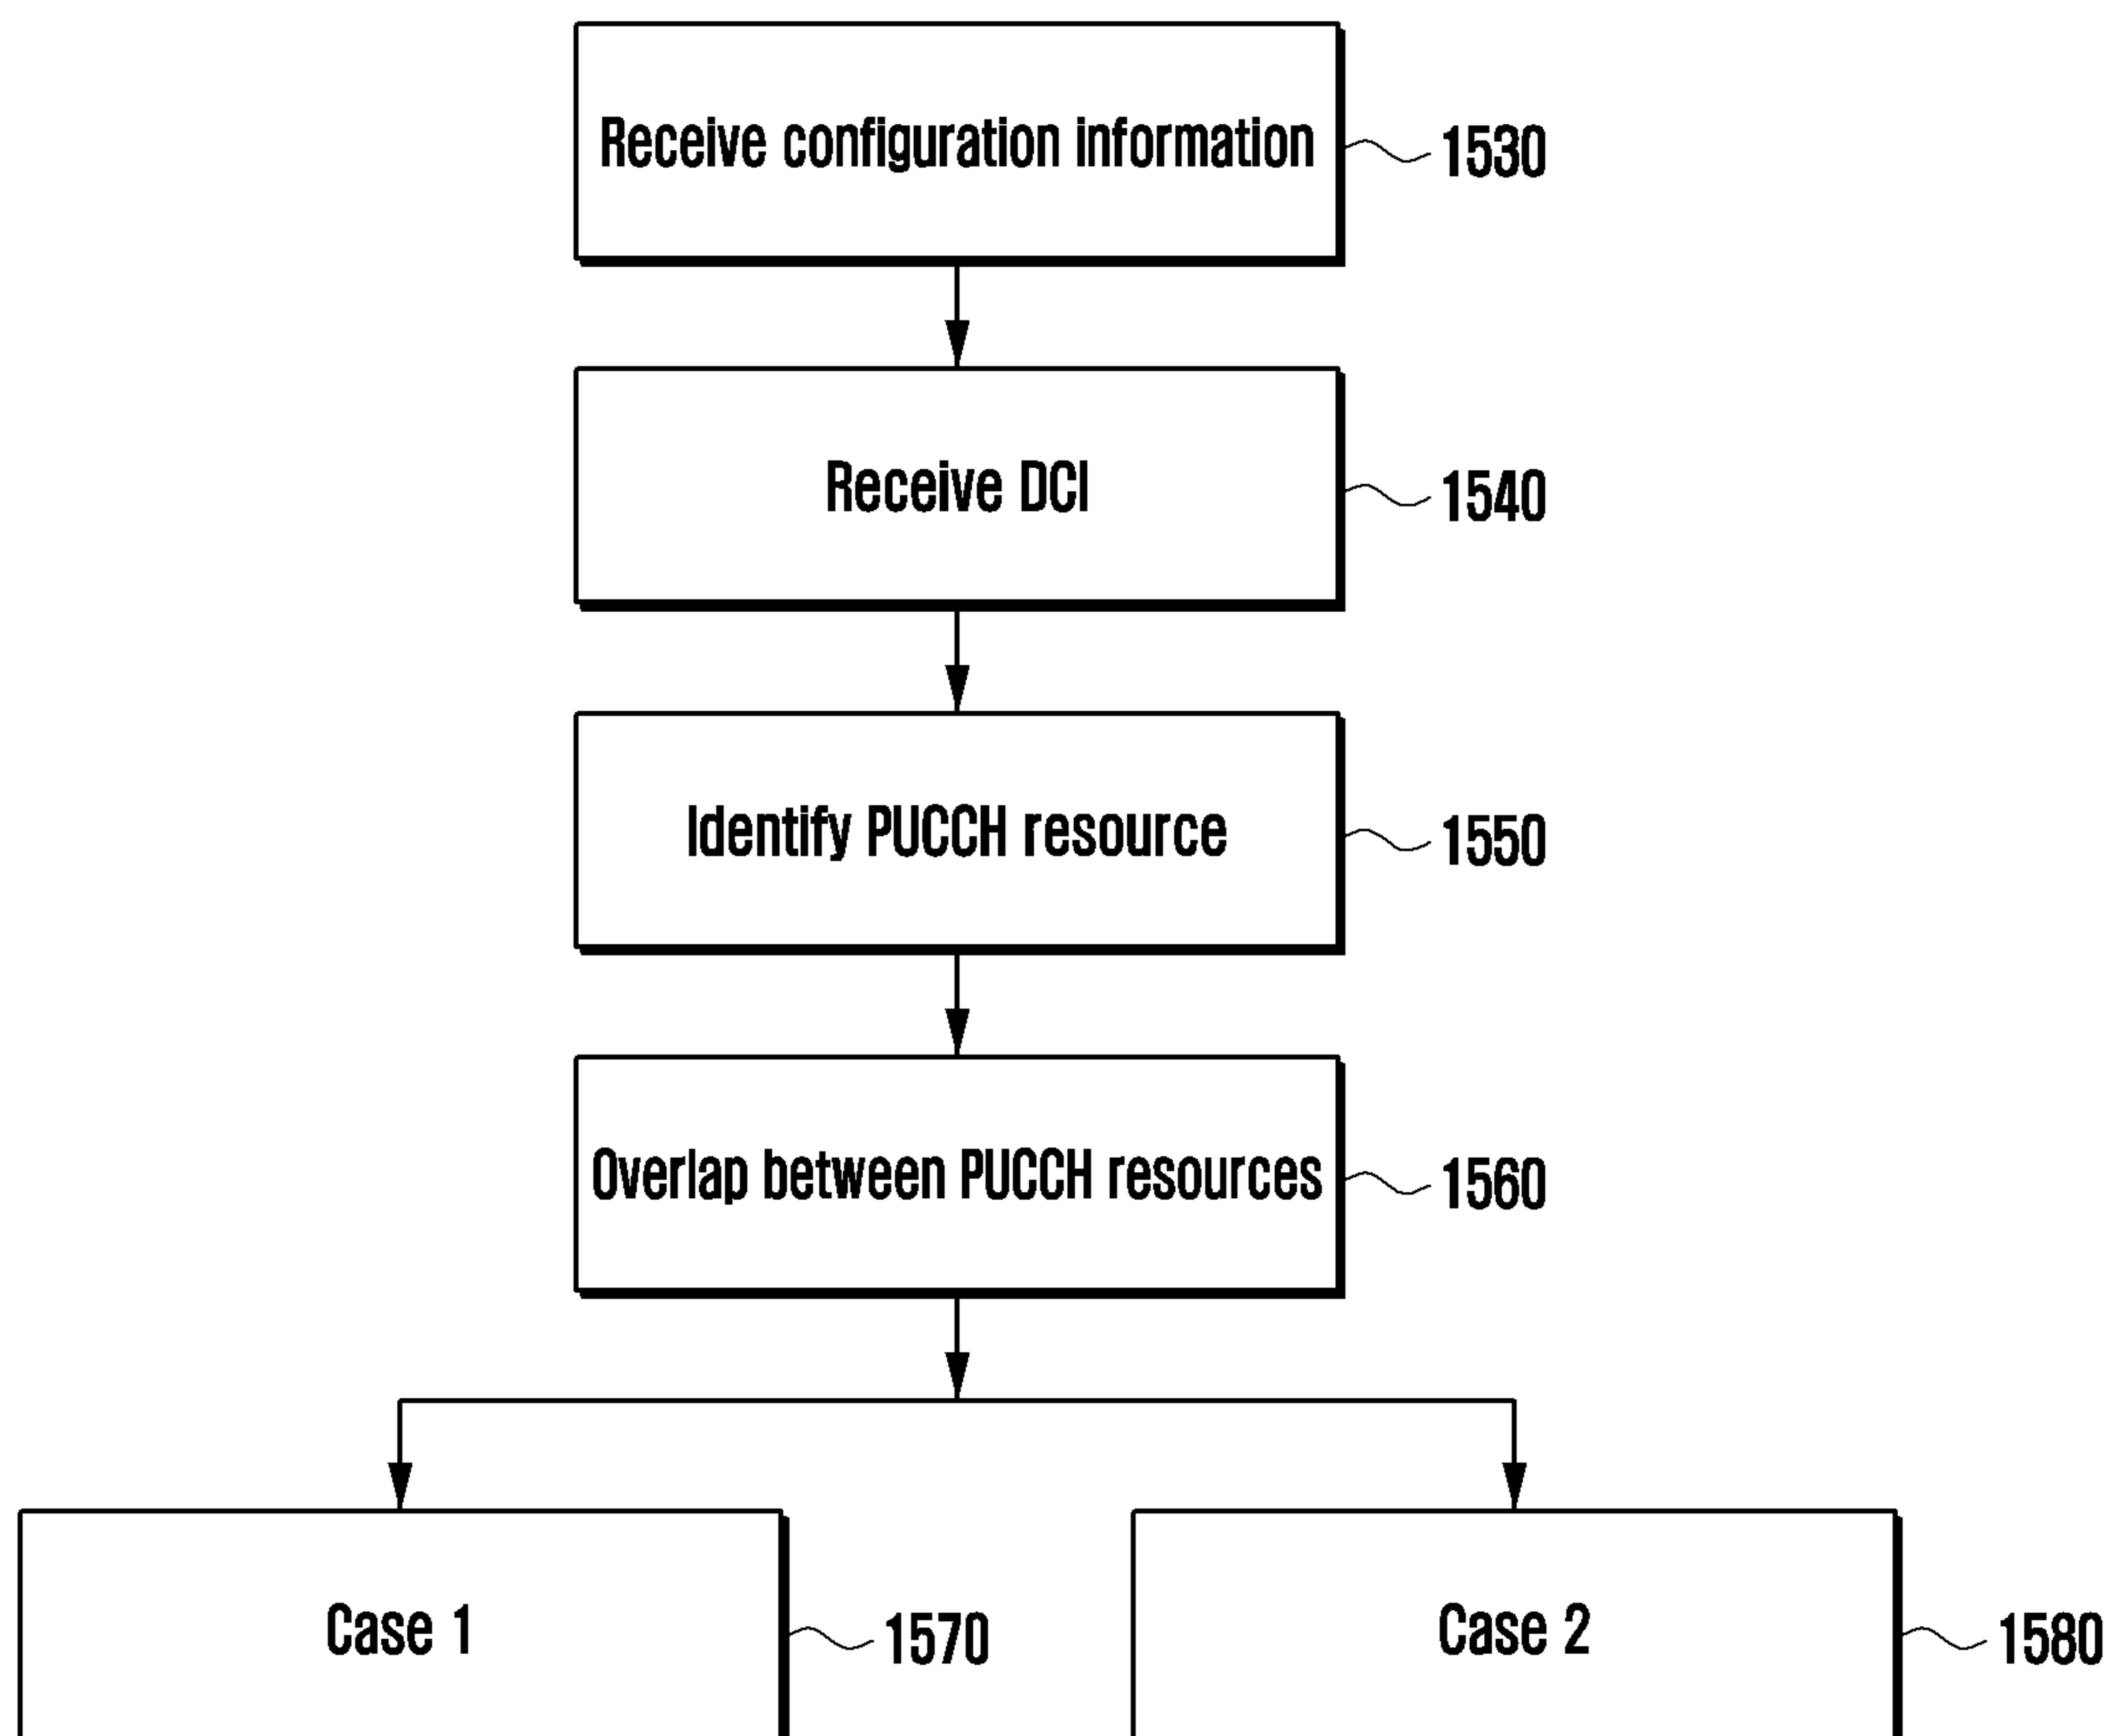 Receive configuration information
1530
Receive DCI
1540
Identify PUCCH resource
1550
Overlap between PUCCH resources
1560
Case 1
1570
Case 2
1580